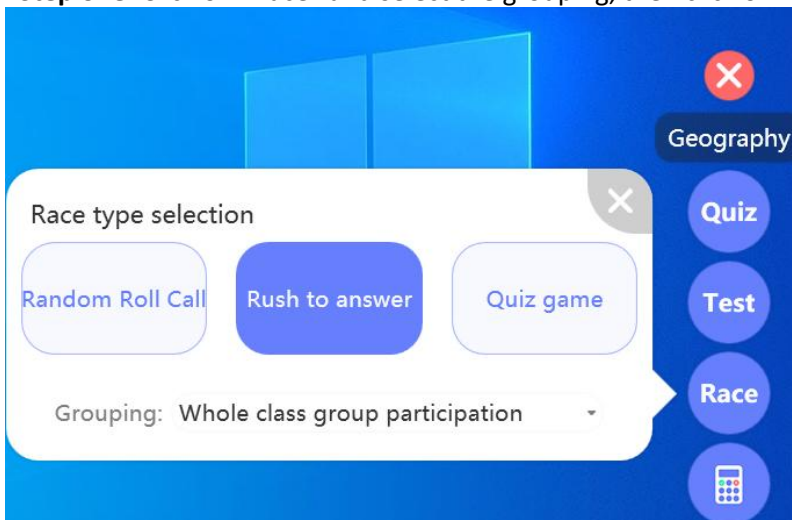 Geography
Race type selection
Quiz
Random Roll Call
Rush to answer
Quiz game
Test
Grouping: Whole class group participation
Race